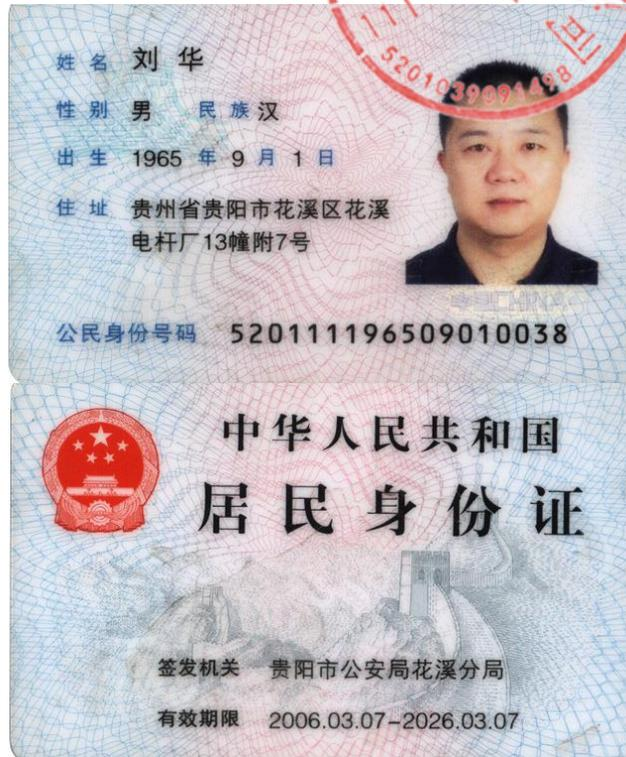 5201039091498
姓名 刘华
性别 男 民族 汉
出生 1965 年 9 月 1 日
住址 贵州省贵阳市花溪区花溪
电杆厂13幢附7号
公民身份号码 520111196509010038
中华人民共和国
居民身份证
签发机关 贵阳市公安局花溪分局
有效期限 2006.03.07-2026.03.07